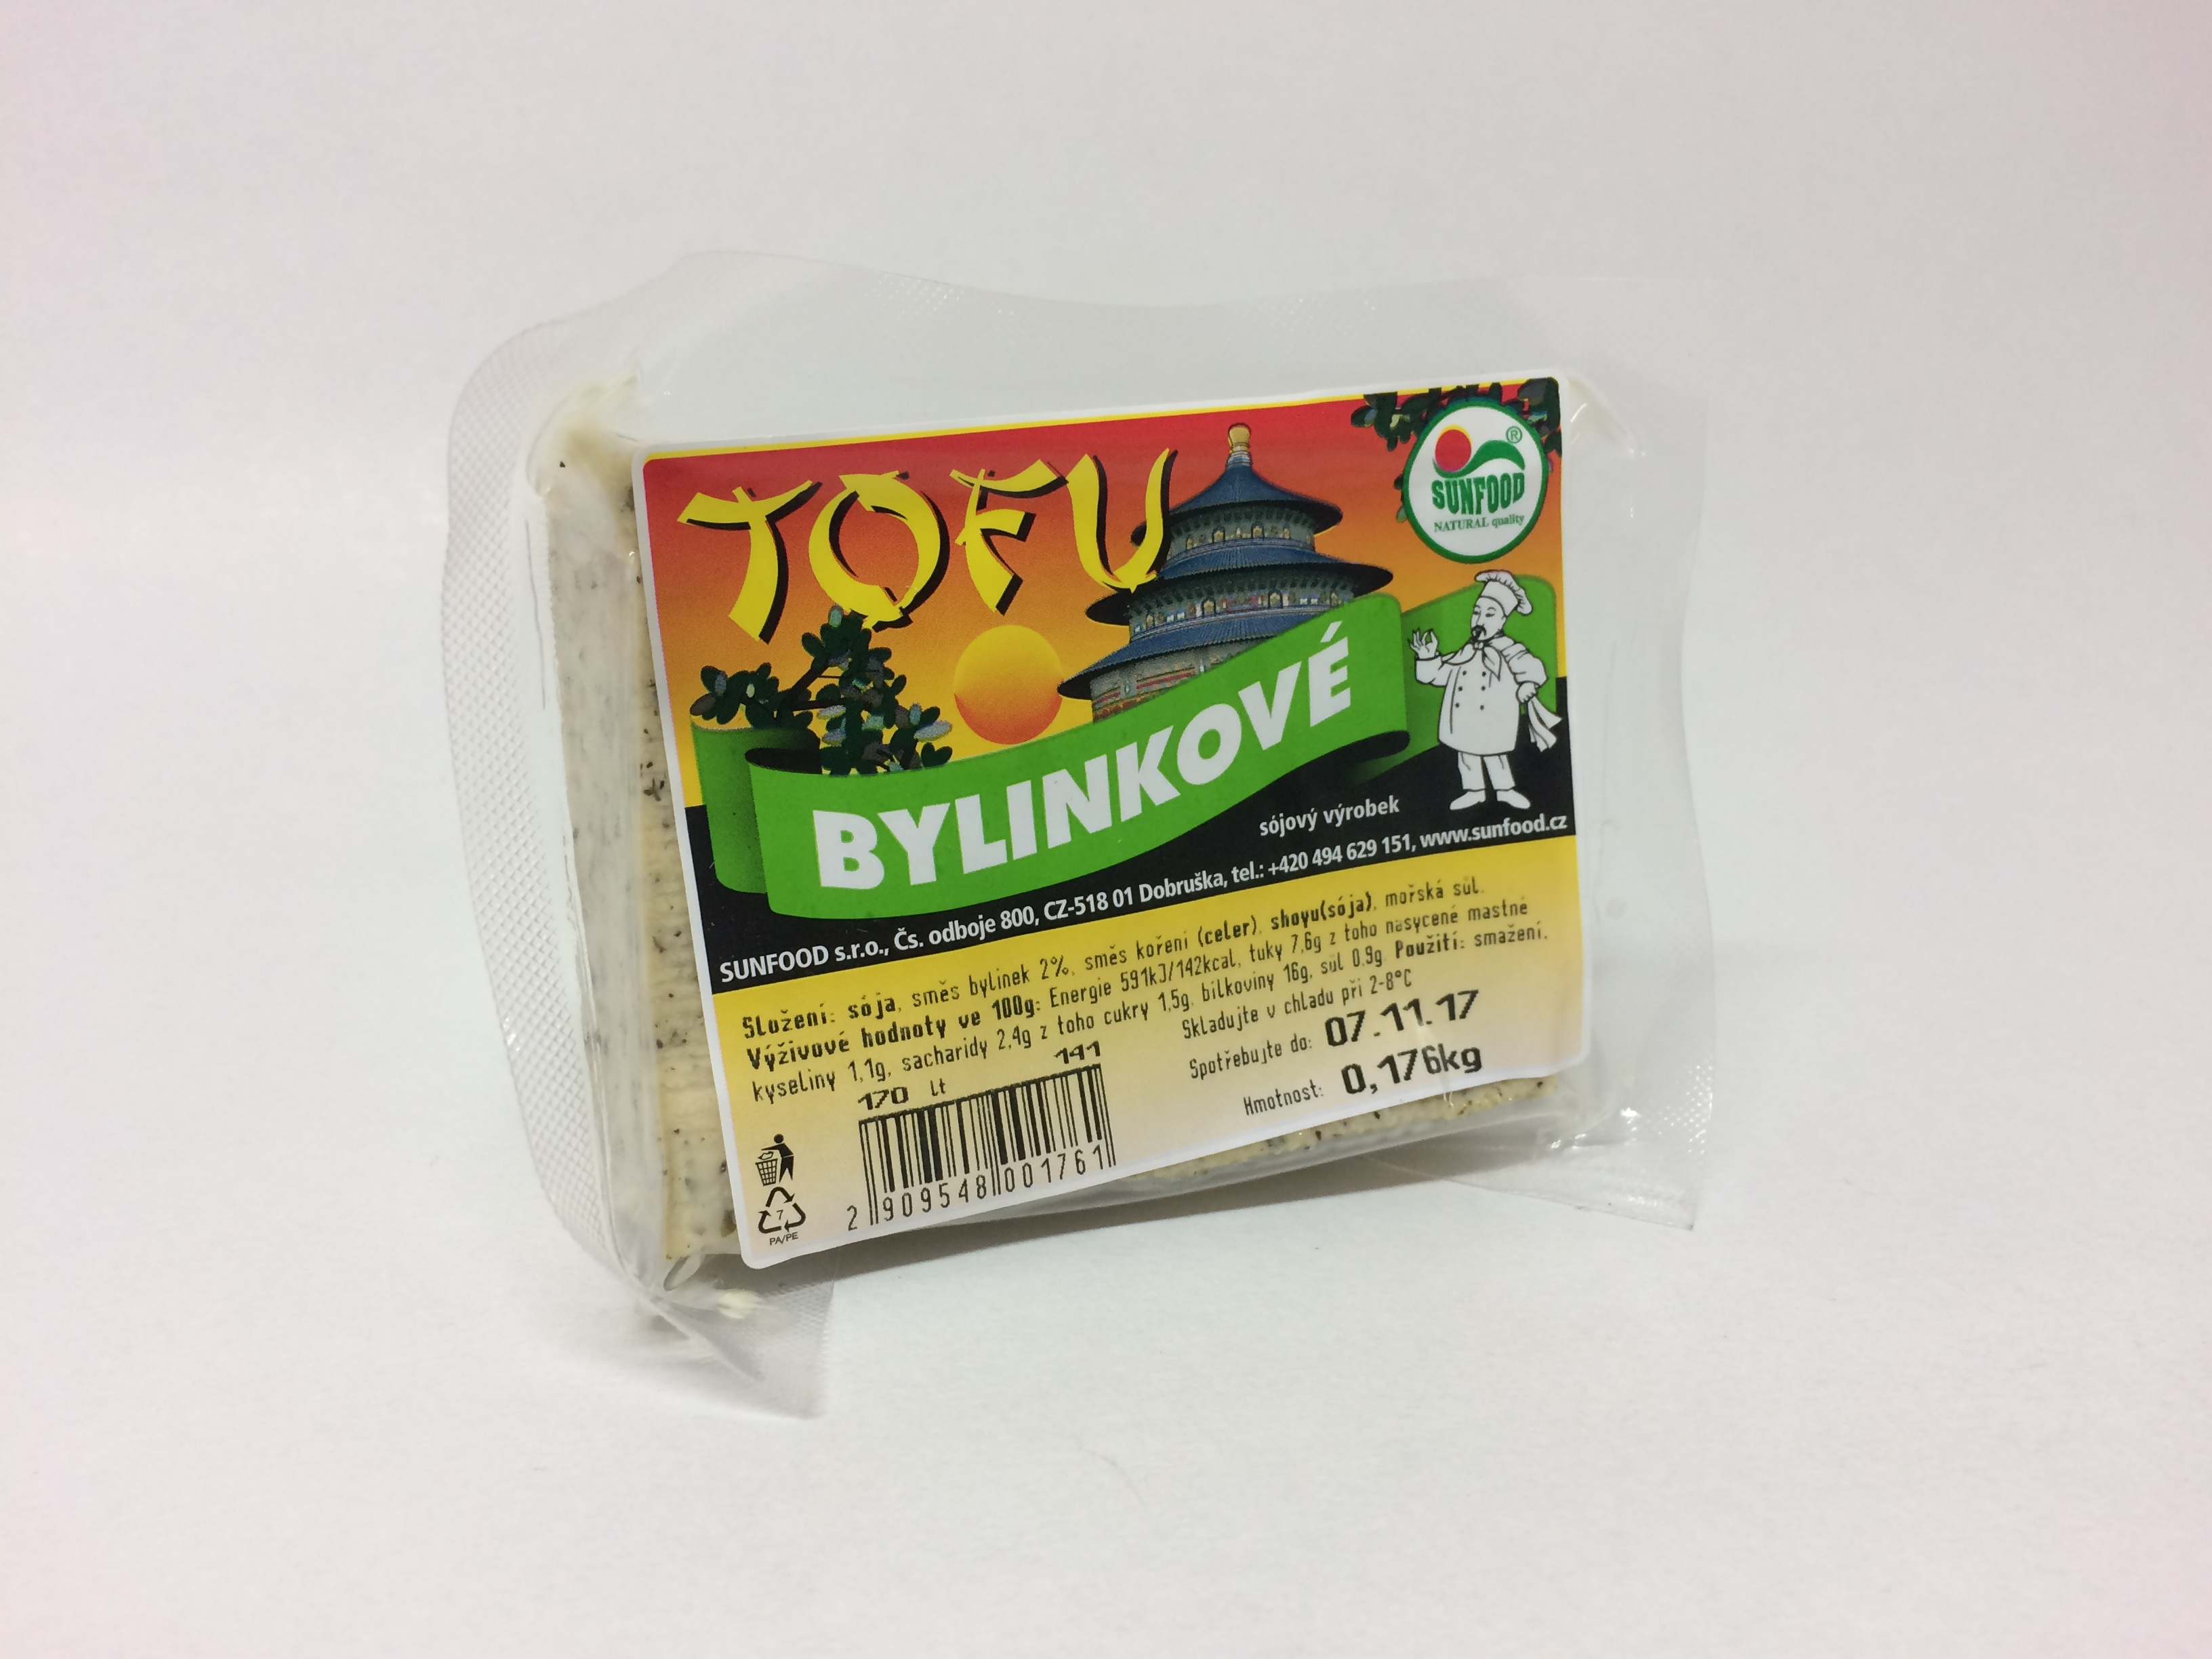 TOFU
®
SUNFOOD
NATURAL quality
BYLINKOVÉ
sójový výrobek
SUNFOOD s.r.o., Čs. odboje 800, CZ-518 01 Dobruška, tel.: +420 494 629 151, www.sunfood.cz
Složení: sója, směs bylinek 2%, směs koření (celer), shoyu(sója), mořská sůl.
Výživové hodnoty ve 100g: Energie 591kJ/142kcal, tuky 7,6g z toho nasycené mastné
kyseliny 1,1g, sacharidy 2,4g z toho cukry 1,5g, bílkoviny 16g, sůl 0,9g. Použití: smažení.
Skladujte v chladu při 2-8°C
Spotřebujte do: 07.11.17
Hmotnost: 0,176kg
170 lt 141
2 909548 001761
7
PA/PE